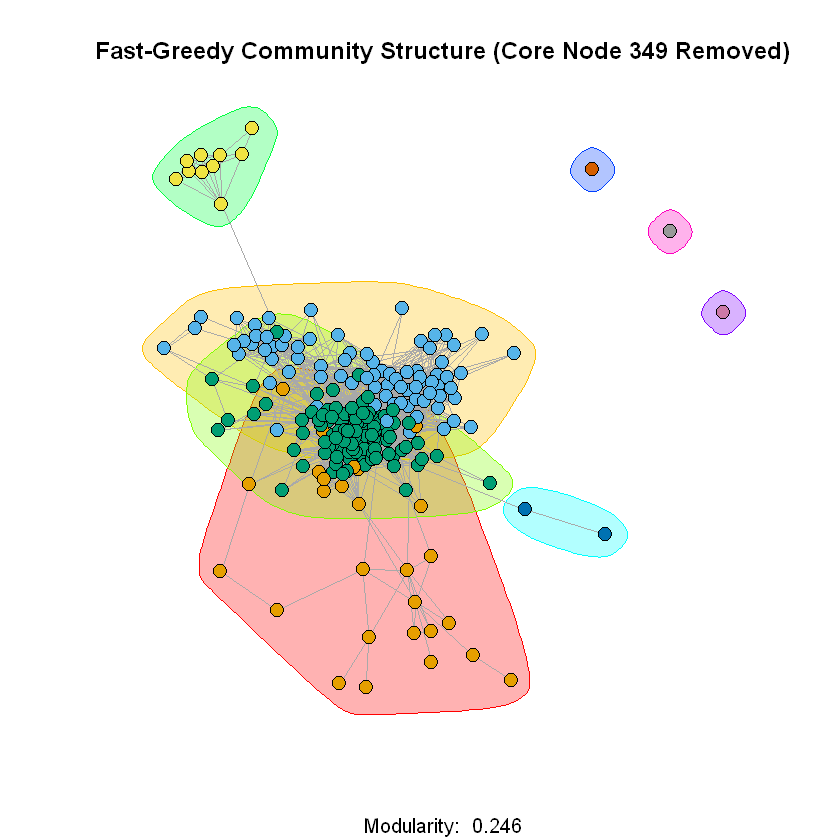 Fast-Greedy Community Structure (Core Node 349 Removed)
Modularity:  0.246